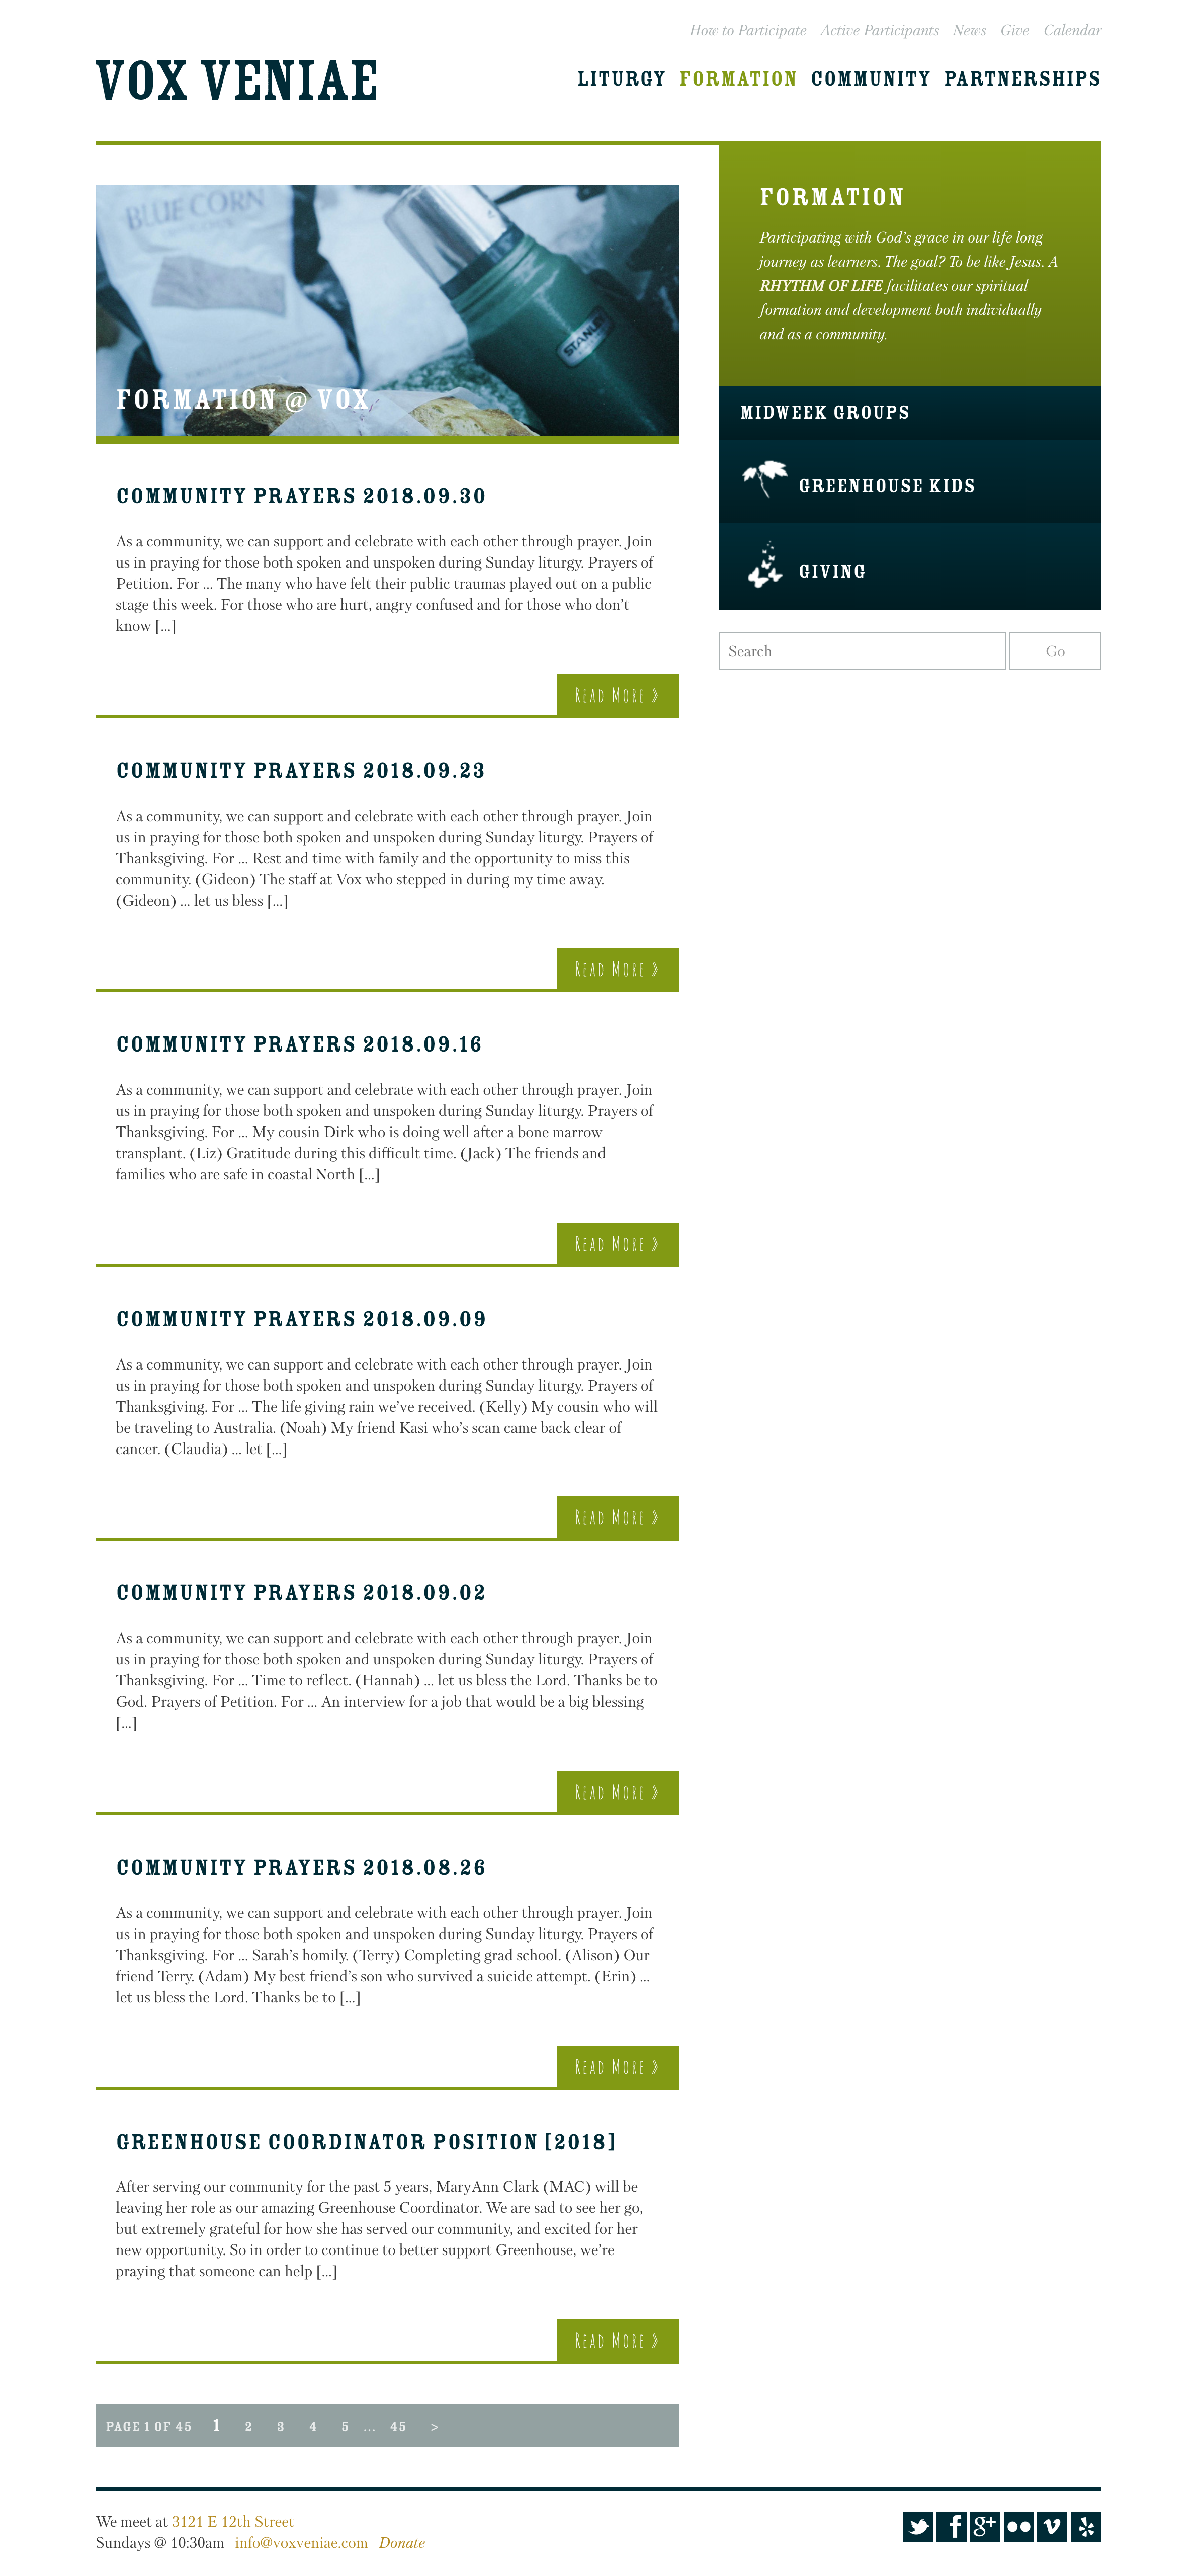 How to Participate Active Participants News Give Calendar
VOX VENIAE
LITURGY FORMATION COMMUNITY PARTNERSHIPS
BLUE CORN
STANLEY
FORMATION @ VOX
FORMATION
Participating with God's grace in our life long
journey as learners. The goal? To be like Jesus. A
RHYTHM OF LIFE facilitates our spiritual
formation and development both individually
and as a community.
MIDWEEK GROUPS
GREENHOUSE KIDS
GIVING
Search Go
COMMUNITY PRAYERS 2018.09.30
As a community, we can support and celebrate with each other through prayer. Join
us in praying for those both spoken and unspoken during Sunday liturgy. Prayers of
Petition. For ... The many who have felt their public traumas played out on a public
stage this week. For those who are hurt, angry confused and for those who don't
know [...]
Read More »
COMMUNITY PRAYERS 2018.09.23
As a community, we can support and celebrate with each other through prayer. Join
us in praying for those both spoken and unspoken during Sunday liturgy. Prayers of
Thanksgiving. For ... Rest and time with family and the opportunity to miss this
community. (Gideon) The staff at Vox who stepped in during my time away.
(Gideon) ... let us bless [...]
Read More »
COMMUNITY PRAYERS 2018.09.16
As a community, we can support and celebrate with each other through prayer. Join
us in praying for those both spoken and unspoken during Sunday liturgy. Prayers of
Thanksgiving. For ... My cousin Dirk who is doing well after a bone marrow
transplant. (Liz) Gratitude during this difficult time. (Jack) The friends and
families who are safe in coastal North [...]
Read More »
COMMUNITY PRAYERS 2018.09.09
As a community, we can support and celebrate with each other through prayer. Join
us in praying for those both spoken and unspoken during Sunday liturgy. Prayers of
Thanksgiving. For ... The life giving rain we've received. (Kelly) My cousin who will
be traveling to Australia. (Noah) My friend Kasi who's scan came back clear of
cancer. (Claudia) ... let [...]
Read More »
COMMUNITY PRAYERS 2018.09.02
As a community, we can support and celebrate with each other through prayer. Join
us in praying for those both spoken and unspoken during Sunday liturgy. Prayers of
Thanksgiving. For ... Time to reflect. (Hannah) ... let us bless the Lord. Thanks be to
God. Prayers of Petition. For ... An interview for a job that would be a big blessing
[...]
Read More »
COMMUNITY PRAYERS 2018.08.26
As a community, we can support and celebrate with each other through prayer. Join
us in praying for those both spoken and unspoken during Sunday liturgy. Prayers of
Thanksgiving. For ... Sarah's homily. (Terry) Completing grad school. (Alison) Our
friend Terry. (Adam) My best friend's son who survived a suicide attempt. (Erin) ...
let us bless the Lord. Thanks be to [...]
Read More »
GREENHOUSE COORDINATOR POSITION [2018]
After serving our community for the past 5 years, MaryAnn Clark (MAC) will be
leaving her role as our amazing Greenhouse Coordinator. We are sad to see her go,
but extremely grateful for how she has served our community, and excited for her
new opportunity. So in order to continue to better support Greenhouse, we're
praying that someone can help [...]
Read More »
PAGE 1 OF 45 1 2 3 4 5 ... 45 >
We meet at 3121 E 12th Street
Sundays @ 10:30am info@voxveniae.com Donate